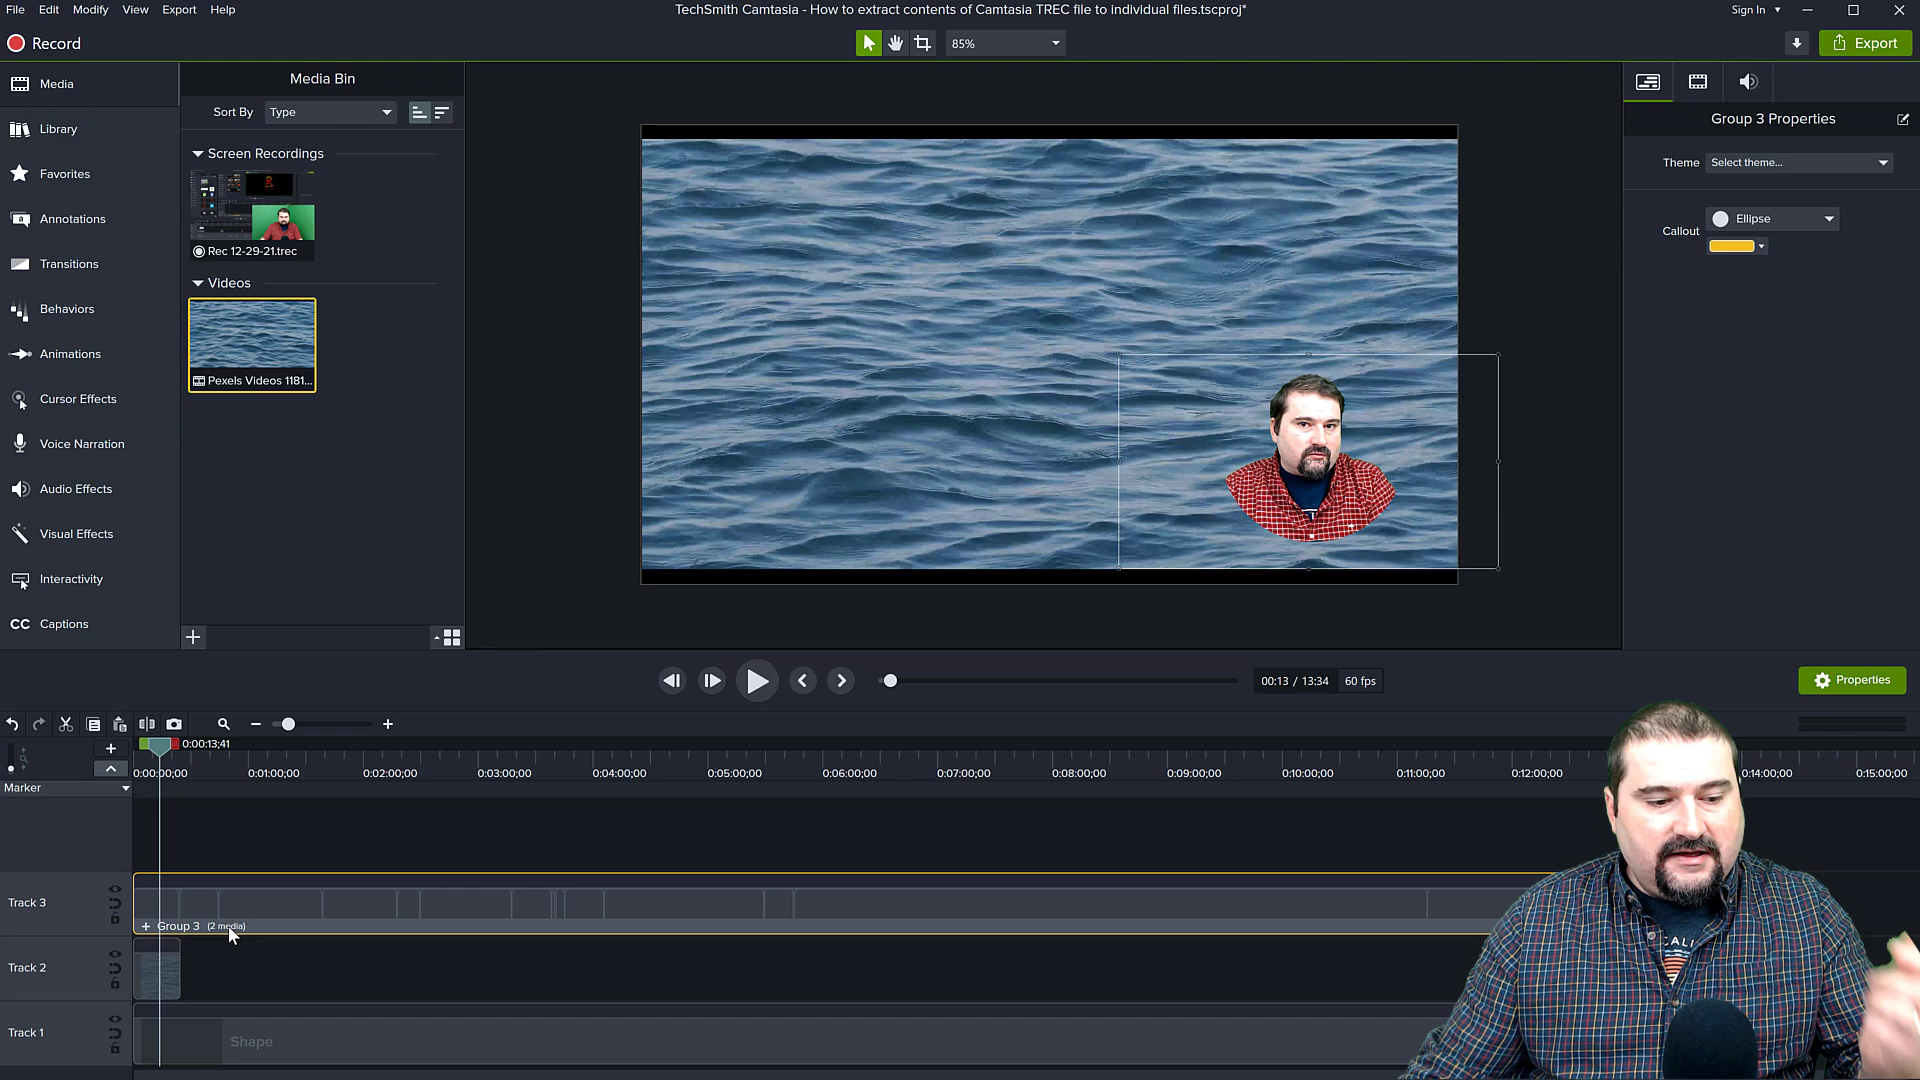 File Edit Modify View Export Help
TechSmith Camtasia - How to extract contents of Camtasia TREC file to individual files.tscproj*
Sign In
Record
85%
Export
Media
Library
Favorites
Annotations
Transitions
Behaviors
Animations
Cursor Effects
Voice Narration
Audio Effects
Visual Effects
Interactivity
CC Captions
Media Bin
Sort By Type
Screen Recordings
Rec 12-29-21.trec
Videos
Pexels Videos 1181...
Group 3 Properties
Theme Select theme...
Callout Ellipse
00:13 / 13:34 60 fps
Properties
0:00:13;41
0:00:00;00 0:01:00;00 0:02:00;00 0:03:00;00 0:04:00;00 0:05:00;00 0:06:00;00 0:07:00;00 0:08:00;00 0:09:00;00 0:10:00;00 0:11:00;00 0:12:00;00 0:14:00;00 0:15:00;00
Marker
Track 3
+ Group 3 (2 media)
Track 2
Track 1
Shape
CALI